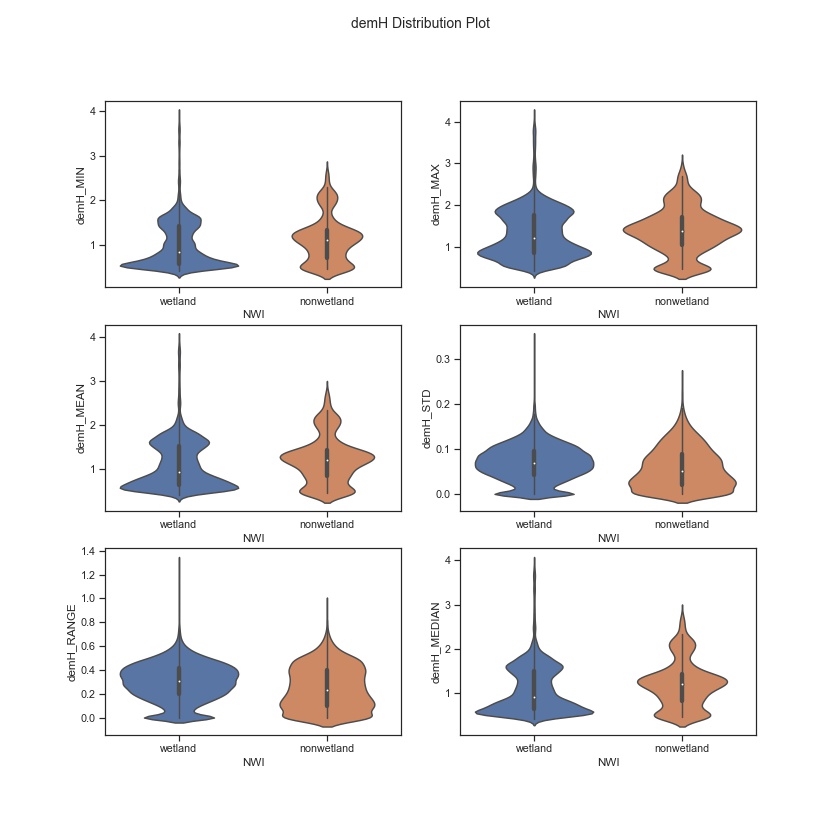 demH Distribution Plot
demH_MIN
4
3
2
1
wetland
nonwetland
NWI
demH_MAX
4
3
2
1
wetland
nonwetland
NWI
demH_MEAN
4
3
2
1
wetland
nonwetland
NWI
demH_STD
0.3
0.2
0.1
0.0
wetland
nonwetland
NWI
demH_RANGE
1.4
1.2
1.0
0.8
0.6
0.4
0.2
0.0
wetland
nonwetland
NWI
demH_MEDIAN
4
3
2
1
wetland
nonwetland
NWI